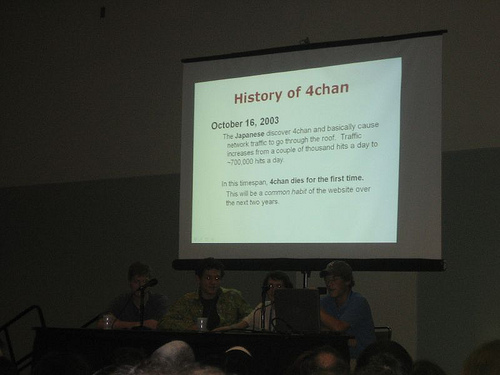 History of 4chan
October 16, 2003
The Japanese discover 4chan and basically cause
network traffic to go through the roof. Traffic
increases from a couple of thousand hits a day to
~700,000 hits a day.
In this timespan, 4chan dies for the first time.
This will be a common habit of the website over
the next two years.